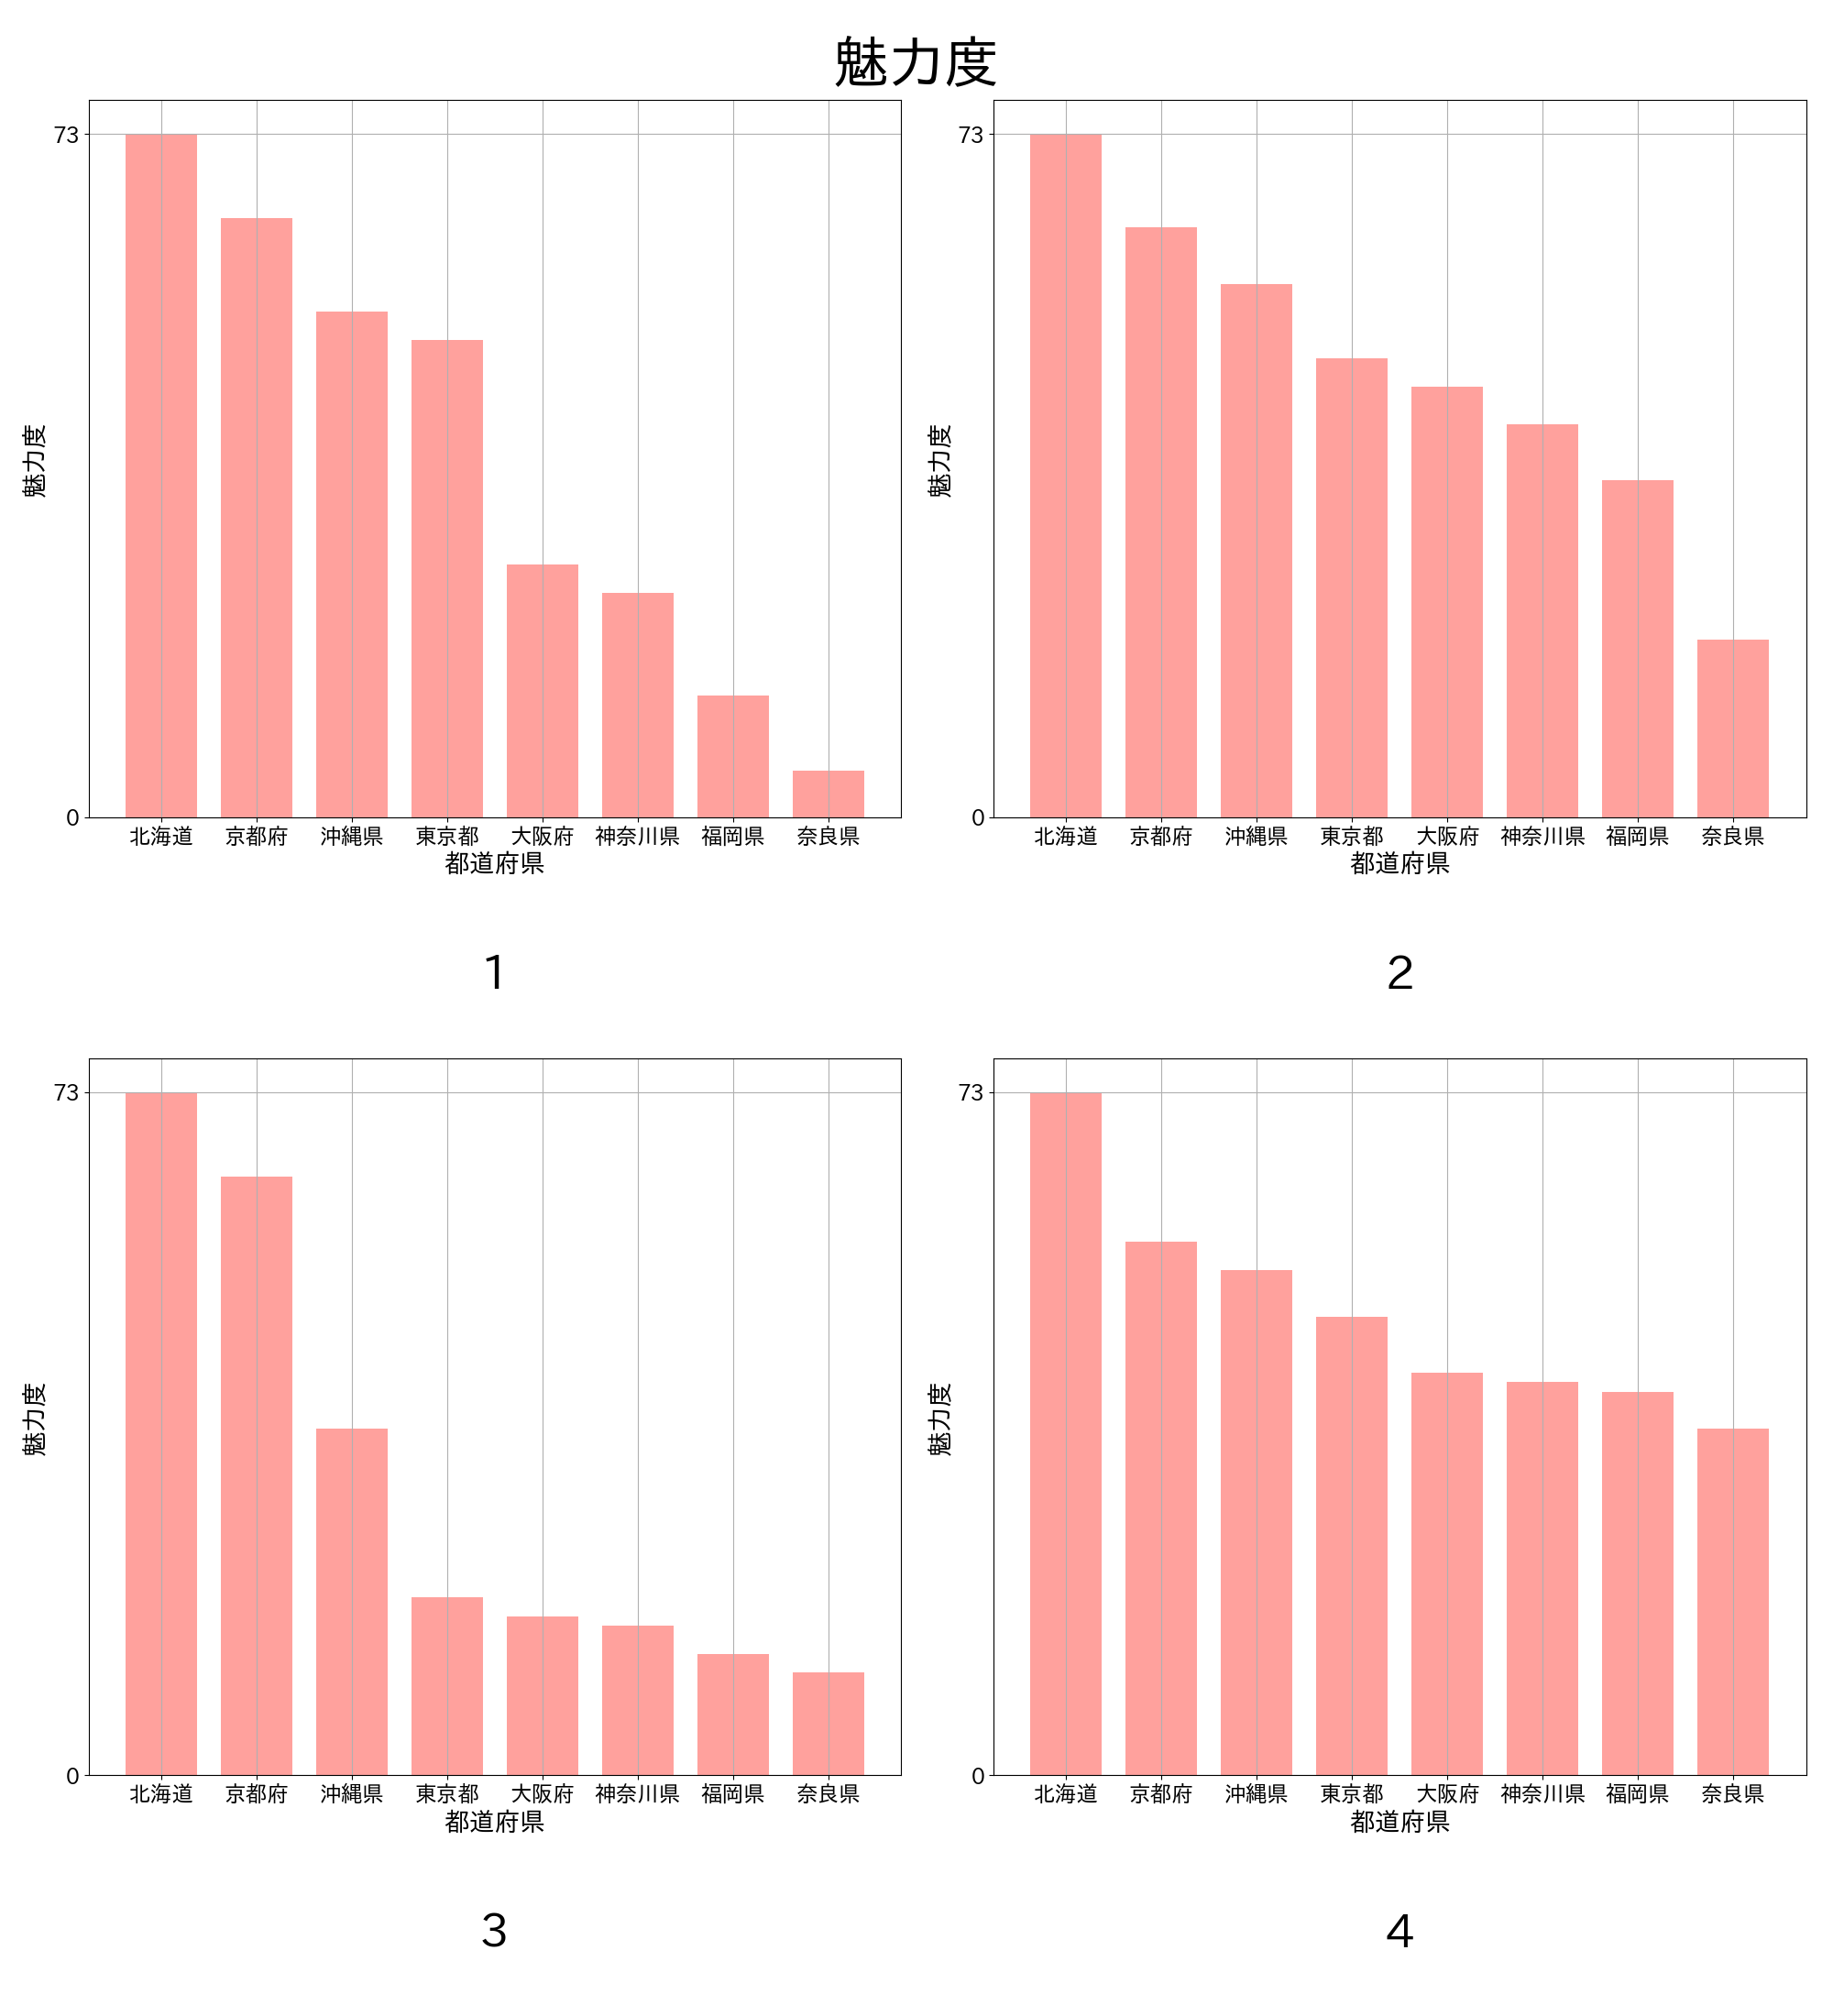 魅力度
73
0
魅力度
北海道 京都府 沖縄県 東京都 大阪府 神奈川県 福岡県 奈良県
都道府県
1
73
0
魅力度
北海道 京都府 沖縄県 東京都 大阪府 神奈川県 福岡県 奈良県
都道府県
2
73
0
魅力度
北海道 京都府 沖縄県 東京都 大阪府 神奈川県 福岡県 奈良県
都道府県
3
73
0
魅力度
北海道 京都府 沖縄県 東京都 大阪府 神奈川県 福岡県 奈良県
都道府県
4